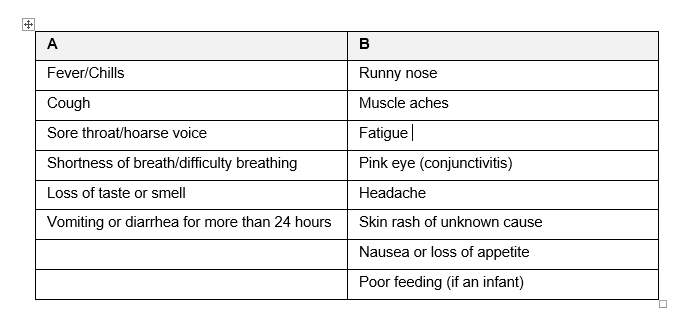 A B
Fever/Chills Runny nose
Cough Muscle aches
Sore throat/hoarse voice Fatigue
Shortness of breath/difficulty breathing Pink eye (conjunctivitis)
Loss of taste or smell Headache
Vomiting or diarrhea for more than 24 hours Skin rash of unknown cause
Nausea or loss of appetite
Poor feeding (if an infant)